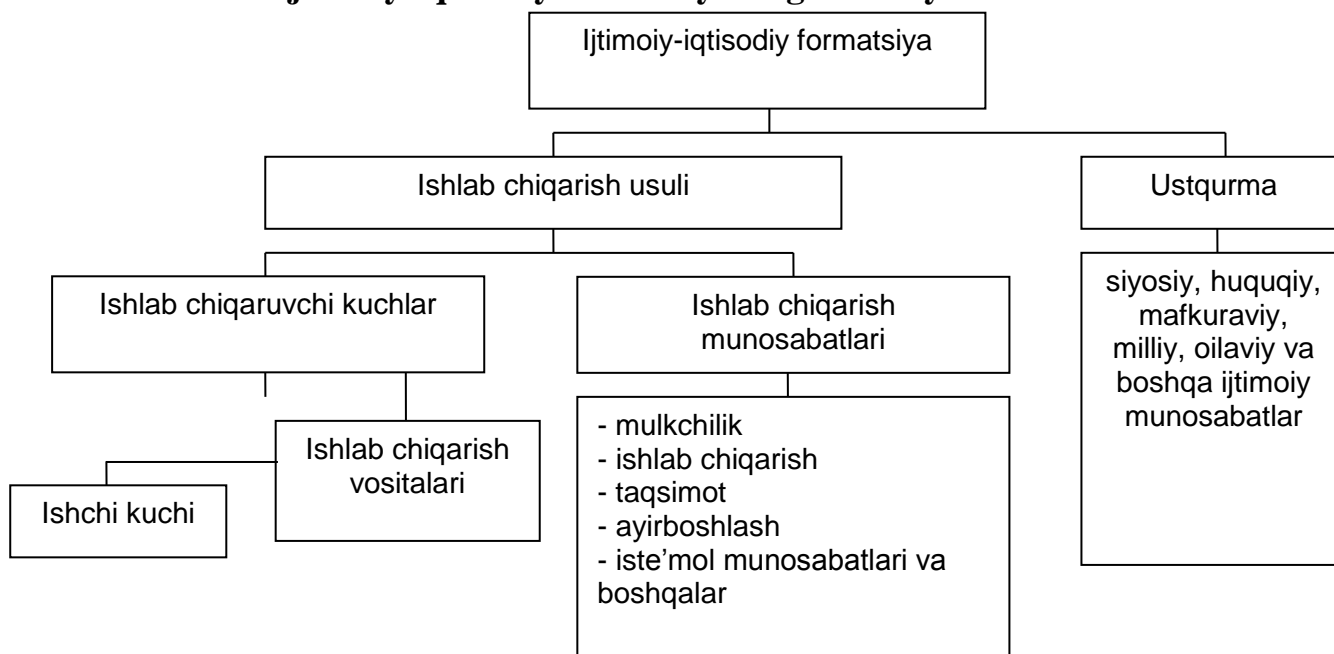 Ijtimoiy-iqtisodiy formatsiya
Ishlab chiqarish usuli
Ustqurma
Ishlab chiqaruvchi kuchlar
Ishlab chiqarish
munosabatlari
siyosiy, huquqiy,
mafkuraviy,
milliy, oilaviy va
boshqa ijtimoiy
munosabatlar
Ishlab chiqarish
vositalari
Ishchi kuchi
- mulkchilik
- ishlab chiqarish
- taqsimot
- ayirboshlash
- iste’mol munosabatlari va
boshqalar